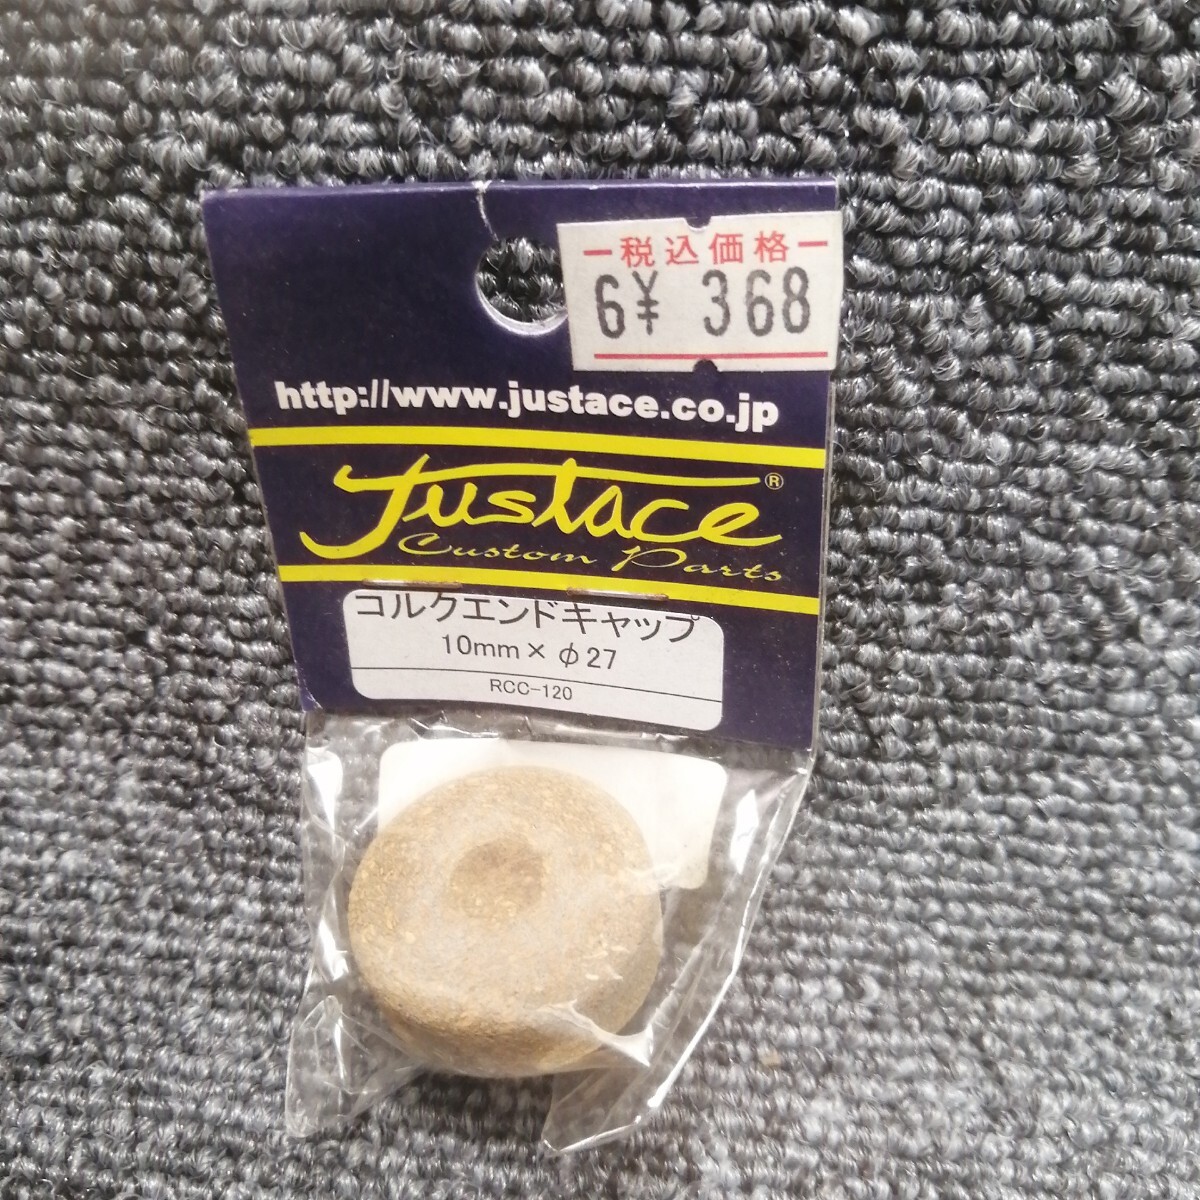 ー税込価格ー
6¥ 368
http://www.justace.co.jp
Justace®
Custom Parts
コルクエンドキャップ
10mm×φ27
RCC-120